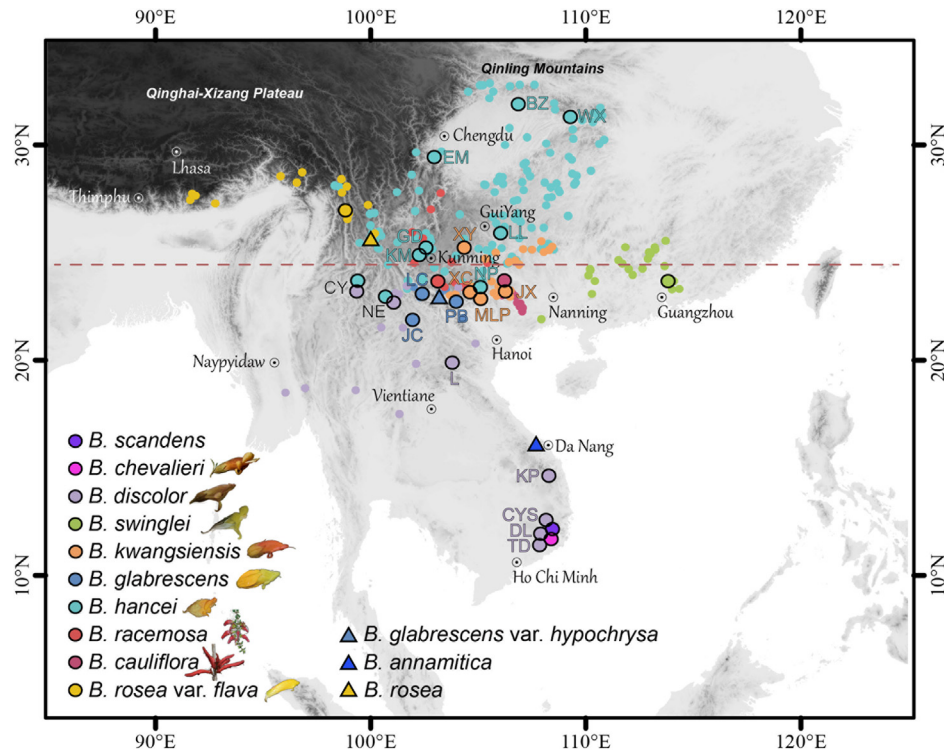 90°E 100°E 110°E 120°E
Qinling Mountains
Qinghai-Xizang Plateau
BZ
WX
30°N 30°N
Chengdu
EM
Lhasa
Thimphu
GuiYang
GD XY LL
KM Kunming
LC XC NP
CY NE JX
PB MLP
JC
Nanning Guangzhou
20°N 20°N
Hanoi
Naypyidaw
L
Vientiane
Da Nang
KP
CYS
DL
TD
10°N 10°N
Ho Chi Minh
B. scandens
B. chevalieri
B. discolor
B. swinglei
B. kwangsiensis
B. glabrescens
B. hancei
B. racemosa
B. cauliflora
B. rosea var. flava
B. glabrescens var. hypochrysa
B. annamitica
B. rosea
90°E 100°E 110°E 120°E